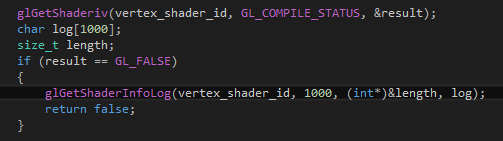 glGetShaderiv(vertex_shader_id, GL_COMPILE_STATUS, &result);
char log[1000];
size_t length;
if (result == GL_FALSE)
{
    glGetShaderInfoLog(vertex_shader_id, 1000, (int*)&length, log);
    return false;
}